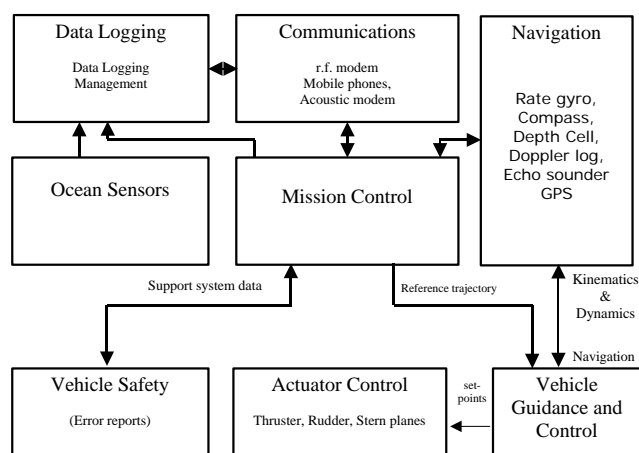 Data Logging
Data Logging
Management
Communications
r.f. modem
Mobile phones,
Acoustic modem
Navigation
Rate gyro,
Compass,
Depth Cell,
Doppler log,
Echo sounder
GPS
Ocean Sensors
Mission Control
Support system data
Reference trajectory
Kinematics
&
Dynamics
Navigation
Vehicle Safety
(Error reports)
Actuator Control
Thruster, Rudder, Stern planes
set-
points
Vehicle
Guidance and
Control